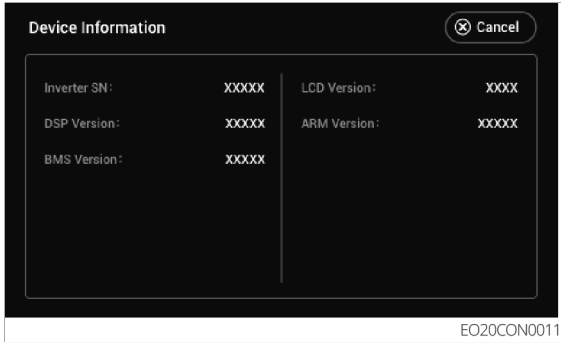 Device Information
Cancel
Inverter SN: XXXXX
DSP Version: XXXXX
BMS Version: XXXXX
LCD Version: XXXX
ARM Version: XXXXX
EO20CON0011